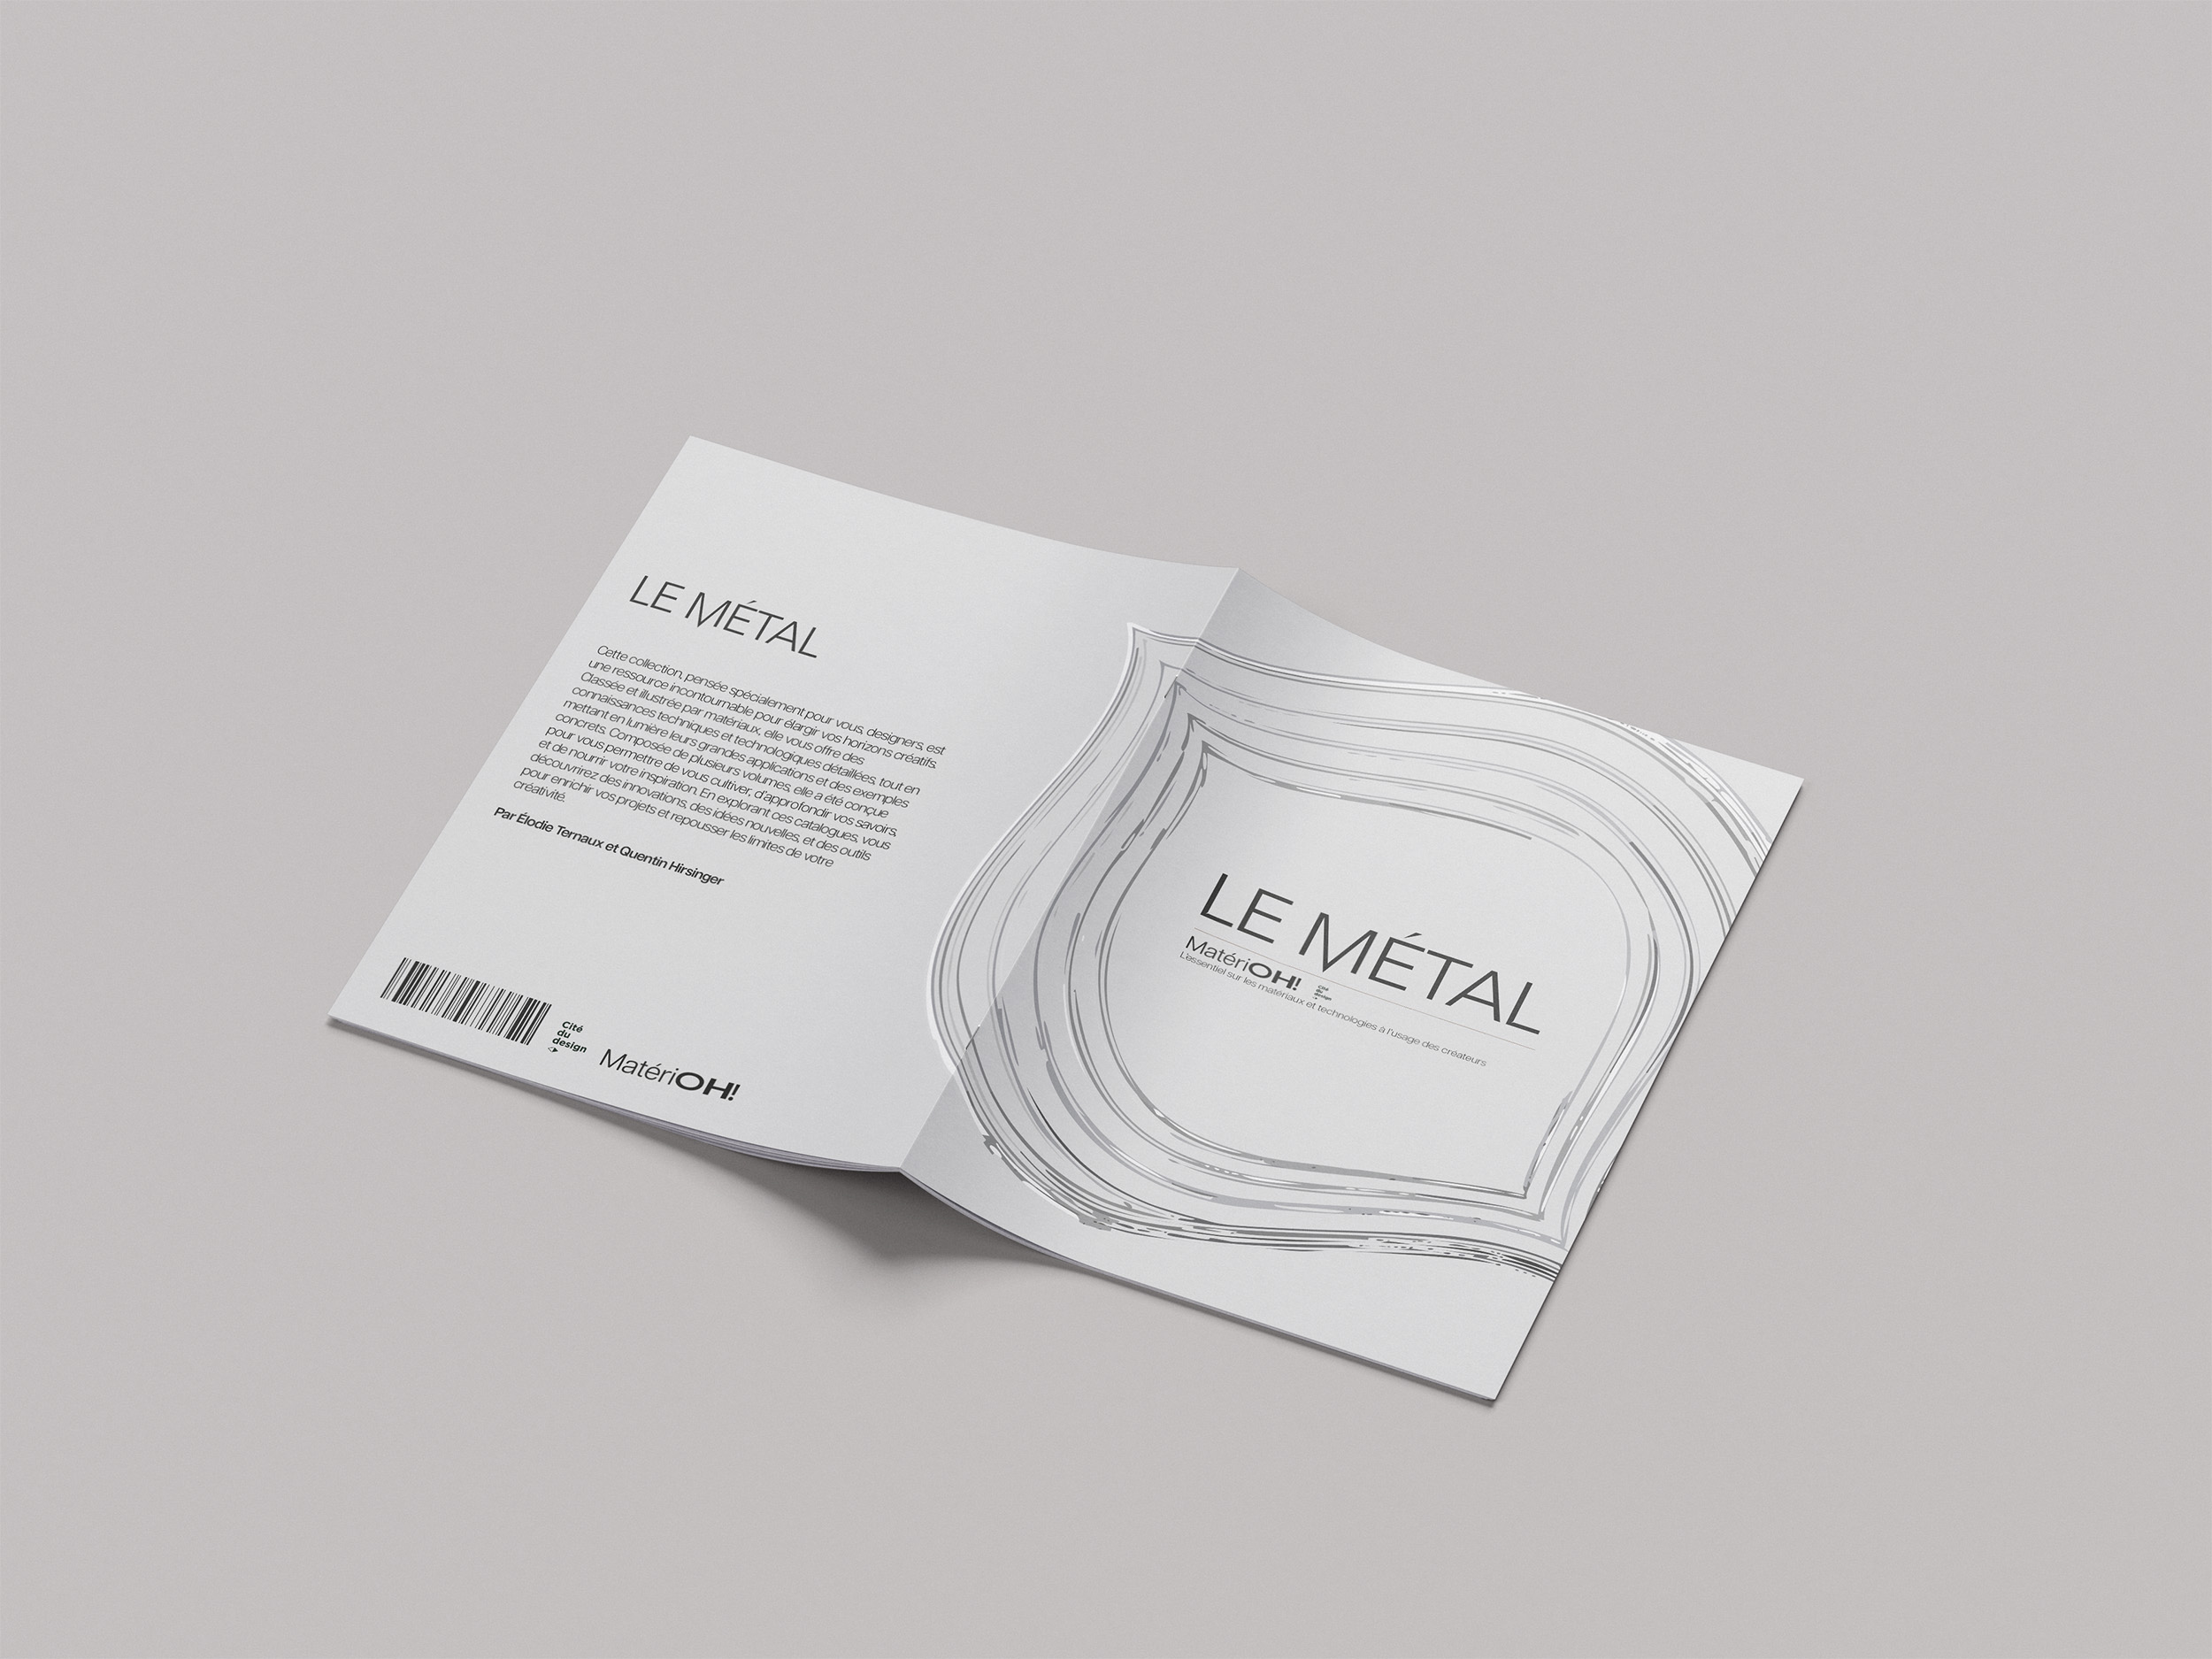 LE MÉTAL
Cette collection, pensée spécialement pour vous, designers, est
une ressource incontournable pour élargir vos horizons créatifs.
Classée et illustrée par matériaux, elle vous offre des
connaissances techniques et technologiques détaillées, tout en
mettant en lumière leurs grandes applications et des exemples
concrets. Composée de plusieurs volumes, elle a été conçue
pour vous permettre de vous cultiver, d'approfondir vos savoirs,
et de nourrir votre inspiration. En explorant ces catalogues, vous
découvrirez des innovations, des idées nouvelles, et des outils
pour enrichir vos projets et repousser les limites de votre
créativité.
Par Élodie Ternaux et Quentin Hirsinger
Cité
du
design
MatériOH!
LE MÉTAL
MatériOH!
Cité
du
design
L'essentiel sur les matériaux et technologies à l'usage des créateurs